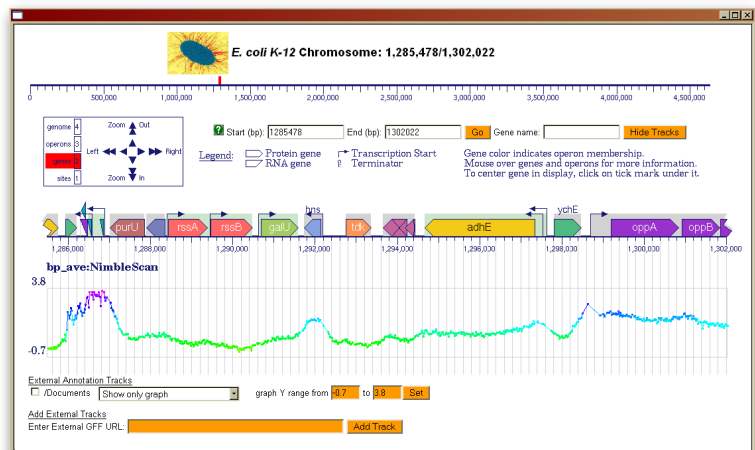 E. coli K-12 Chromosome: 1,285,478/1,302,022
0 500,000 1,000,000 1,500,000 2,000,000 2,500,000 3,000,000 3,500,000 4,000,000 4,500,000
genome 4
operons 3
genes 2
sites 1
Zoom Out
Left Right
Zoom In
? Start (bp): 1285478 End (bp): 1302022 Go Gene name: Hide Tracks
Legend: Protein gene Transcription Start Gene color indicates operon membership.
RNA gene Terminator Mouse over genes and operons for more information.
To center gene in display, click on tick mark under it.
hns ychE
purU rssA rssB galU tdk adhE oppA oppB
1,286,000 1,288,000 1,290,000 1,292,000 1,294,000 1,296,000 1,298,000 1,300,000 1,302,000
bp_ave:NimbleScan
3.8
-0.7
External Annotation Tracks
/Documents Show only graph graph Y range from -0.7 to 3.8 Set
Add External Tracks
Enter External GFF URL: Add Track